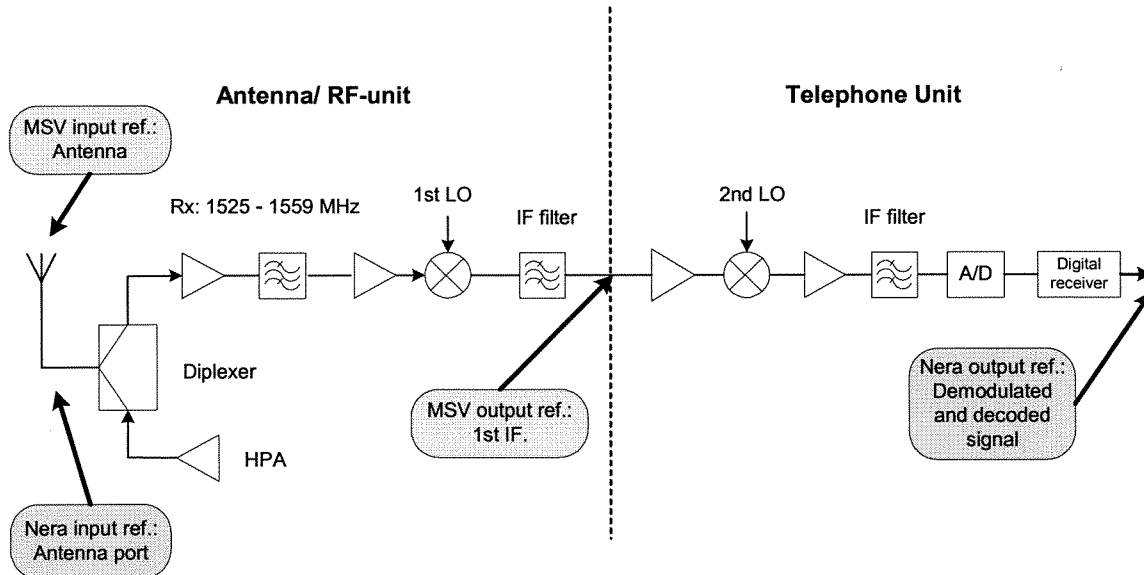 Antenna/ RF-unit
Telephone Unit
MSV input ref.:
Antenna
Rx: 1525 - 1559 MHz
1st LO
IF filter
2nd LO
IF filter
A/D
Digital
receiver
Diplexer
HPA
MSV output ref.:
1st IF.
Nera output ref.:
Demodulated
and decoded
signal
Nera input ref.:
Antenna port